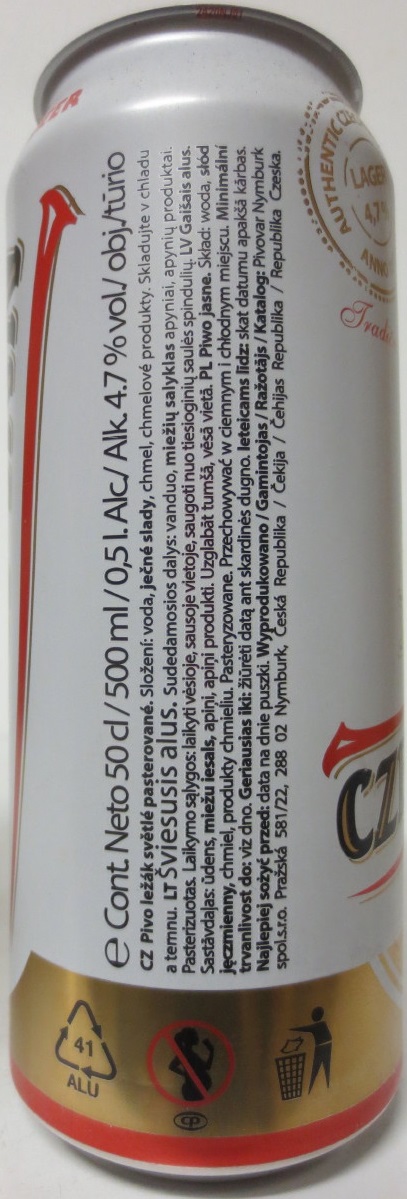 e Cont. Neto 50 cl / 500 ml / 0,5 l. Alc./ Alk. 4.7 % vol./ obj./tūrio
CZ Pivo ležák světlé pasterované. Složení: voda, ječné slady, chmel, chmelové produkty. Skladujte v chladu
a temnu. LT Šviesusis alus. Sudedamosios dalys: vanduo, miežių salyklas apyniai, apynių produktai.
Pasterizuotas. Laikymo sąlygos: laikyti vėsioje, sausoje vietoje, saugoti nuo tiesioginių saulės spindulių. LV Gaišais alus.
Sastāvdaļas: ūdens, miežu iesals, apiņi, apiņi produkti. Uzglabāt tumšā, vēsā vietā. PL Piwo jasne. Skład: woda, słód
jęczmienny, chmiel, produkty chmielu. Pasteryzowane. Przechowywać w ciemnym i chłodnym miejscu. Minimální
trvanlivost do: viz dno. Geriausias iki: žiūrėti datą ant skardinės dugno. Ieteicams līdz: skat datumu apakšā kārbas.
Najlepiej sożyć przed: data na dnie puszki. Wyprodukowano / Gamintojas / Ražotājs / Katalog: Pivovar Nymburk
spol.s.r.o. Pražská 581/22, 288 02 Nymburk, Česká Republika / Čekija / Čehijas Republika / Republika Czeska.
41
ALU
AUTHENTIC
LAGER
4,7%
ANNO
CZ